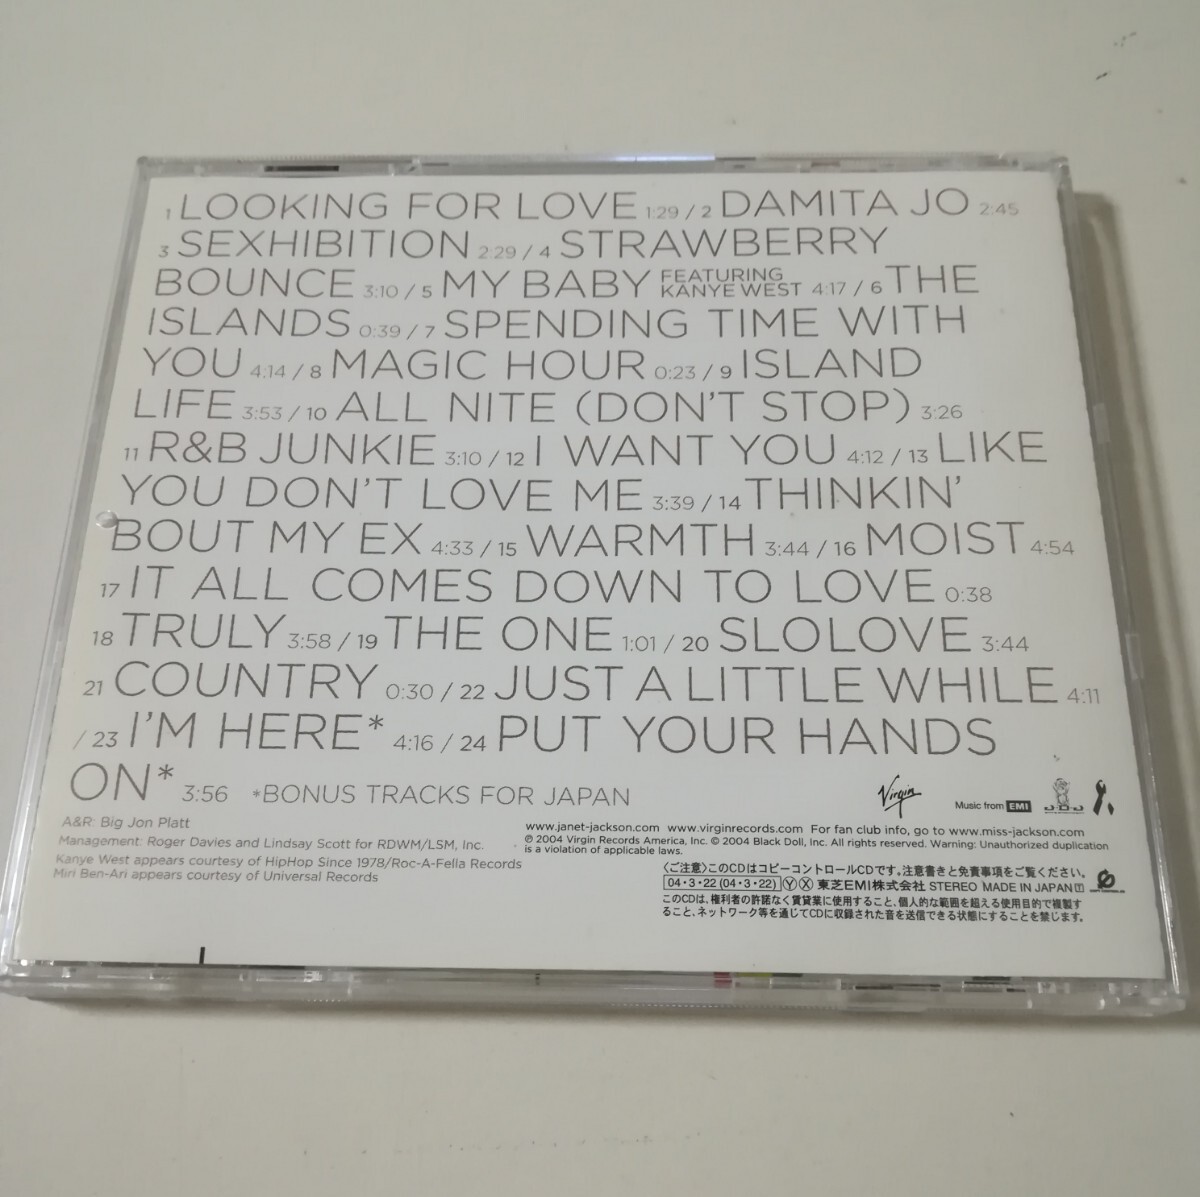 1 LOOKING FOR LOVE 1:29 / 2 DAMITA JO 2:45
3 SEXHIBITION 2:29 / 4 STRAWBERRY
BOUNCE 3:10 / 5 MY BABY FEATURING KANYE WEST 4:17 / 6 THE
ISLANDS 0:39 / 7 SPENDING TIME WITH
YOU 4:14 / 8 MAGIC HOUR 0:23 / 9 ISLAND
LIFE 3:53 / 10 ALL NITE (DON'T STOP) 3:26
11 R&B JUNKIE 3:10 / 12 I WANT YOU 4:12 / 13 LIKE
YOU DON'T LOVE ME 3:39 / 14 THINKIN'
BOUT MY EX 4:33 / 15 WARMTH 3:44 / 16 MOIST 4:54
17 IT ALL COMES DOWN TO LOVE 0:38
18 TRULY 3:58 / 19 THE ONE 1:01 / 20 SLOLOVE 3:44
21 COUNTRY 0:30 / 22 JUST A LITTLE WHILE 4:11
/ 23 I'M HERE* 4:16 / 24 PUT YOUR HANDS
ON* 3:56 *BONUS TRACKS FOR JAPAN
Virgin
Music from EMI
J·D·J
A&R: Big Jon Platt
Management: Roger Davies and Lindsay Scott for RDWM/LSM, Inc.
Kanye West appears courtesy of HipHop Since 1978/Roc-A-Fella Records
Miri Ben-Ari appears courtesy of Universal Records
www.janet-jackson.com www.virginrecords.com For fan club info, go to www.miss-jackson.com
℗ 2004 Virgin Records America, Inc. © 2004 Black Doll, Inc. All rights reserved. Warning: Unauthorized duplication
is a violation of applicable laws.
〈ご注意〉このCDはコピーコントロールCDです。注意書きと免責事項をご覧ください。
04・3・22 (04・3・22) Ⓨ Ⓧ 東芝EMI株式会社 STEREO MADE IN JAPAN
このCDは、権利者の許諾なく賃貸業に使用すること、個人的な範囲を超える使用目的で複製す
ること、ネットワーク等を通じてCDに収録された音を送信できる状態にすることを禁じます。